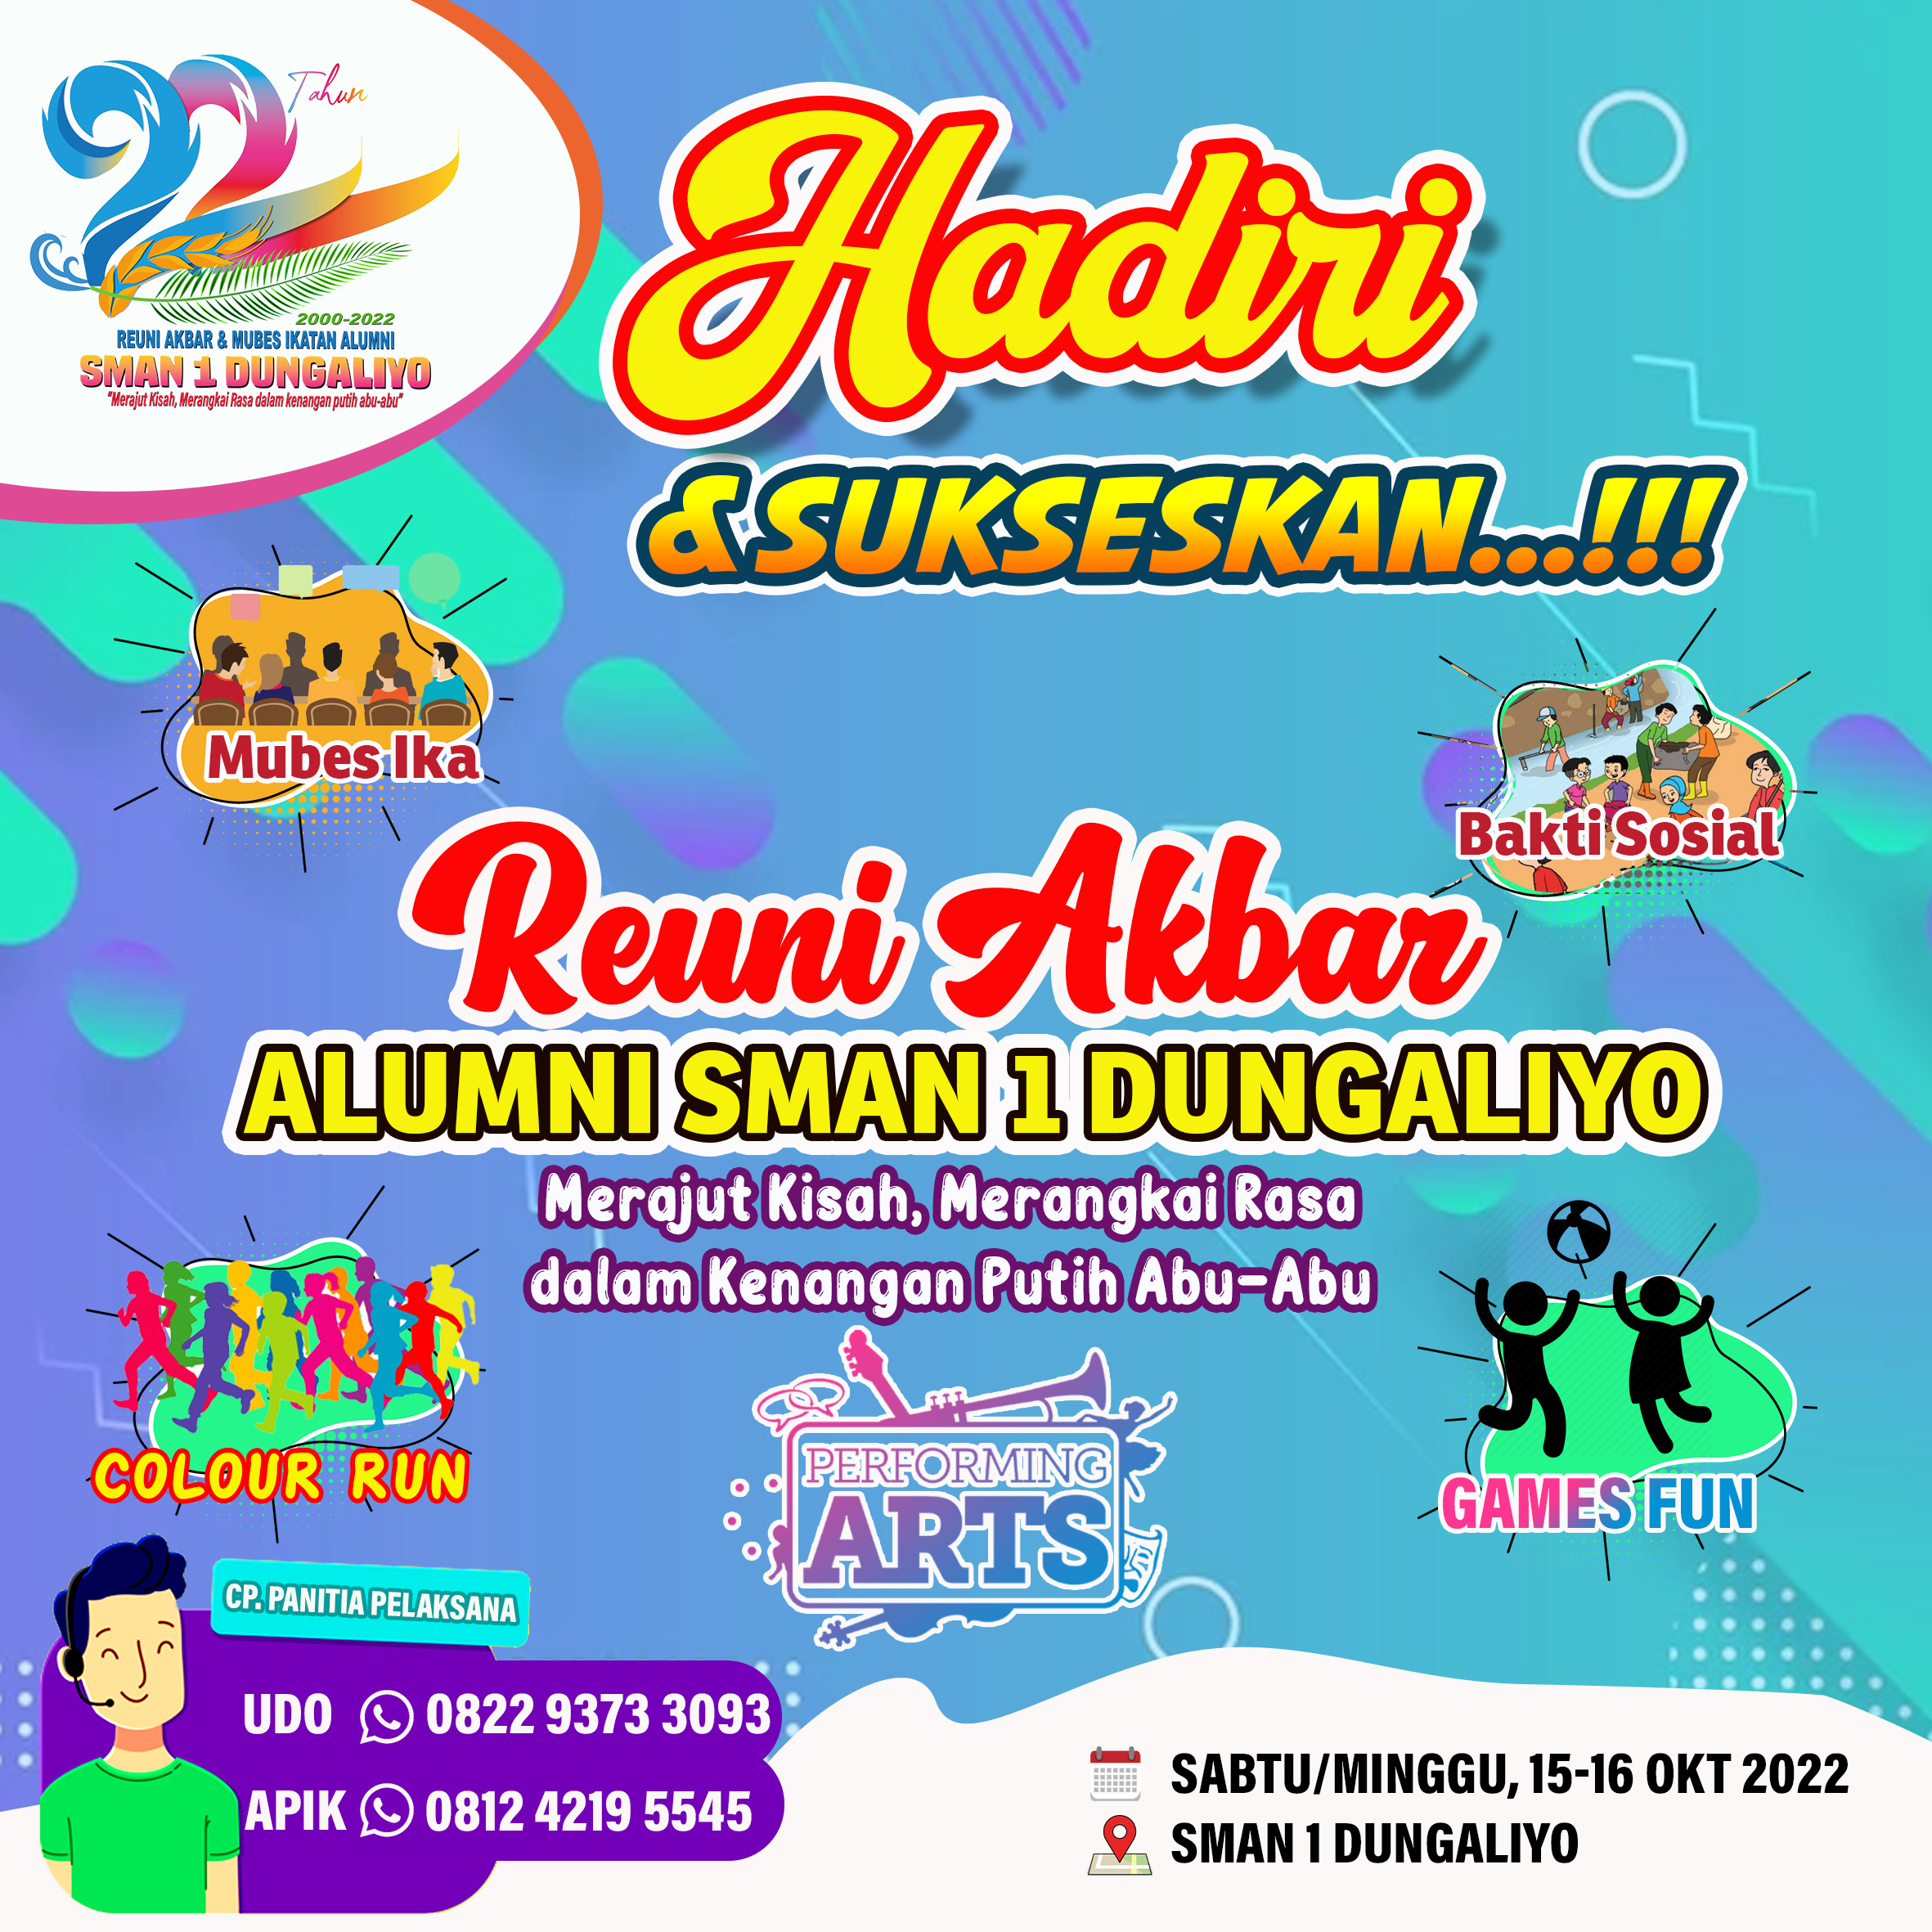 Tahun
2000-2022
REUNI AKBAR & MUBES IKATAN ALUMNI
SMAN 1 DUNGALIYO
"Merajut Kisah, Merangkai Rasa dalam kenangan putih abu-abu"
Hadiri
& SUKSESKAN...!!!
Mubes Ika
Bakti Sosial
Reuni Akbar
ALUMNI SMAN 1 DUNGALIYO
Merajut Kisah, Merangkai Rasa
dalam Kenangan Putih Abu-Abu
COLOUR RUN
PERFORMING
ARTS
GAMES FUN
CP. PANITIA PELAKSANA
UDO 0822 9373 3093
APIK 0812 4219 5545
SABTU/MINGGU, 15-16 OKT 2022
SMAN 1 DUNGALIYO